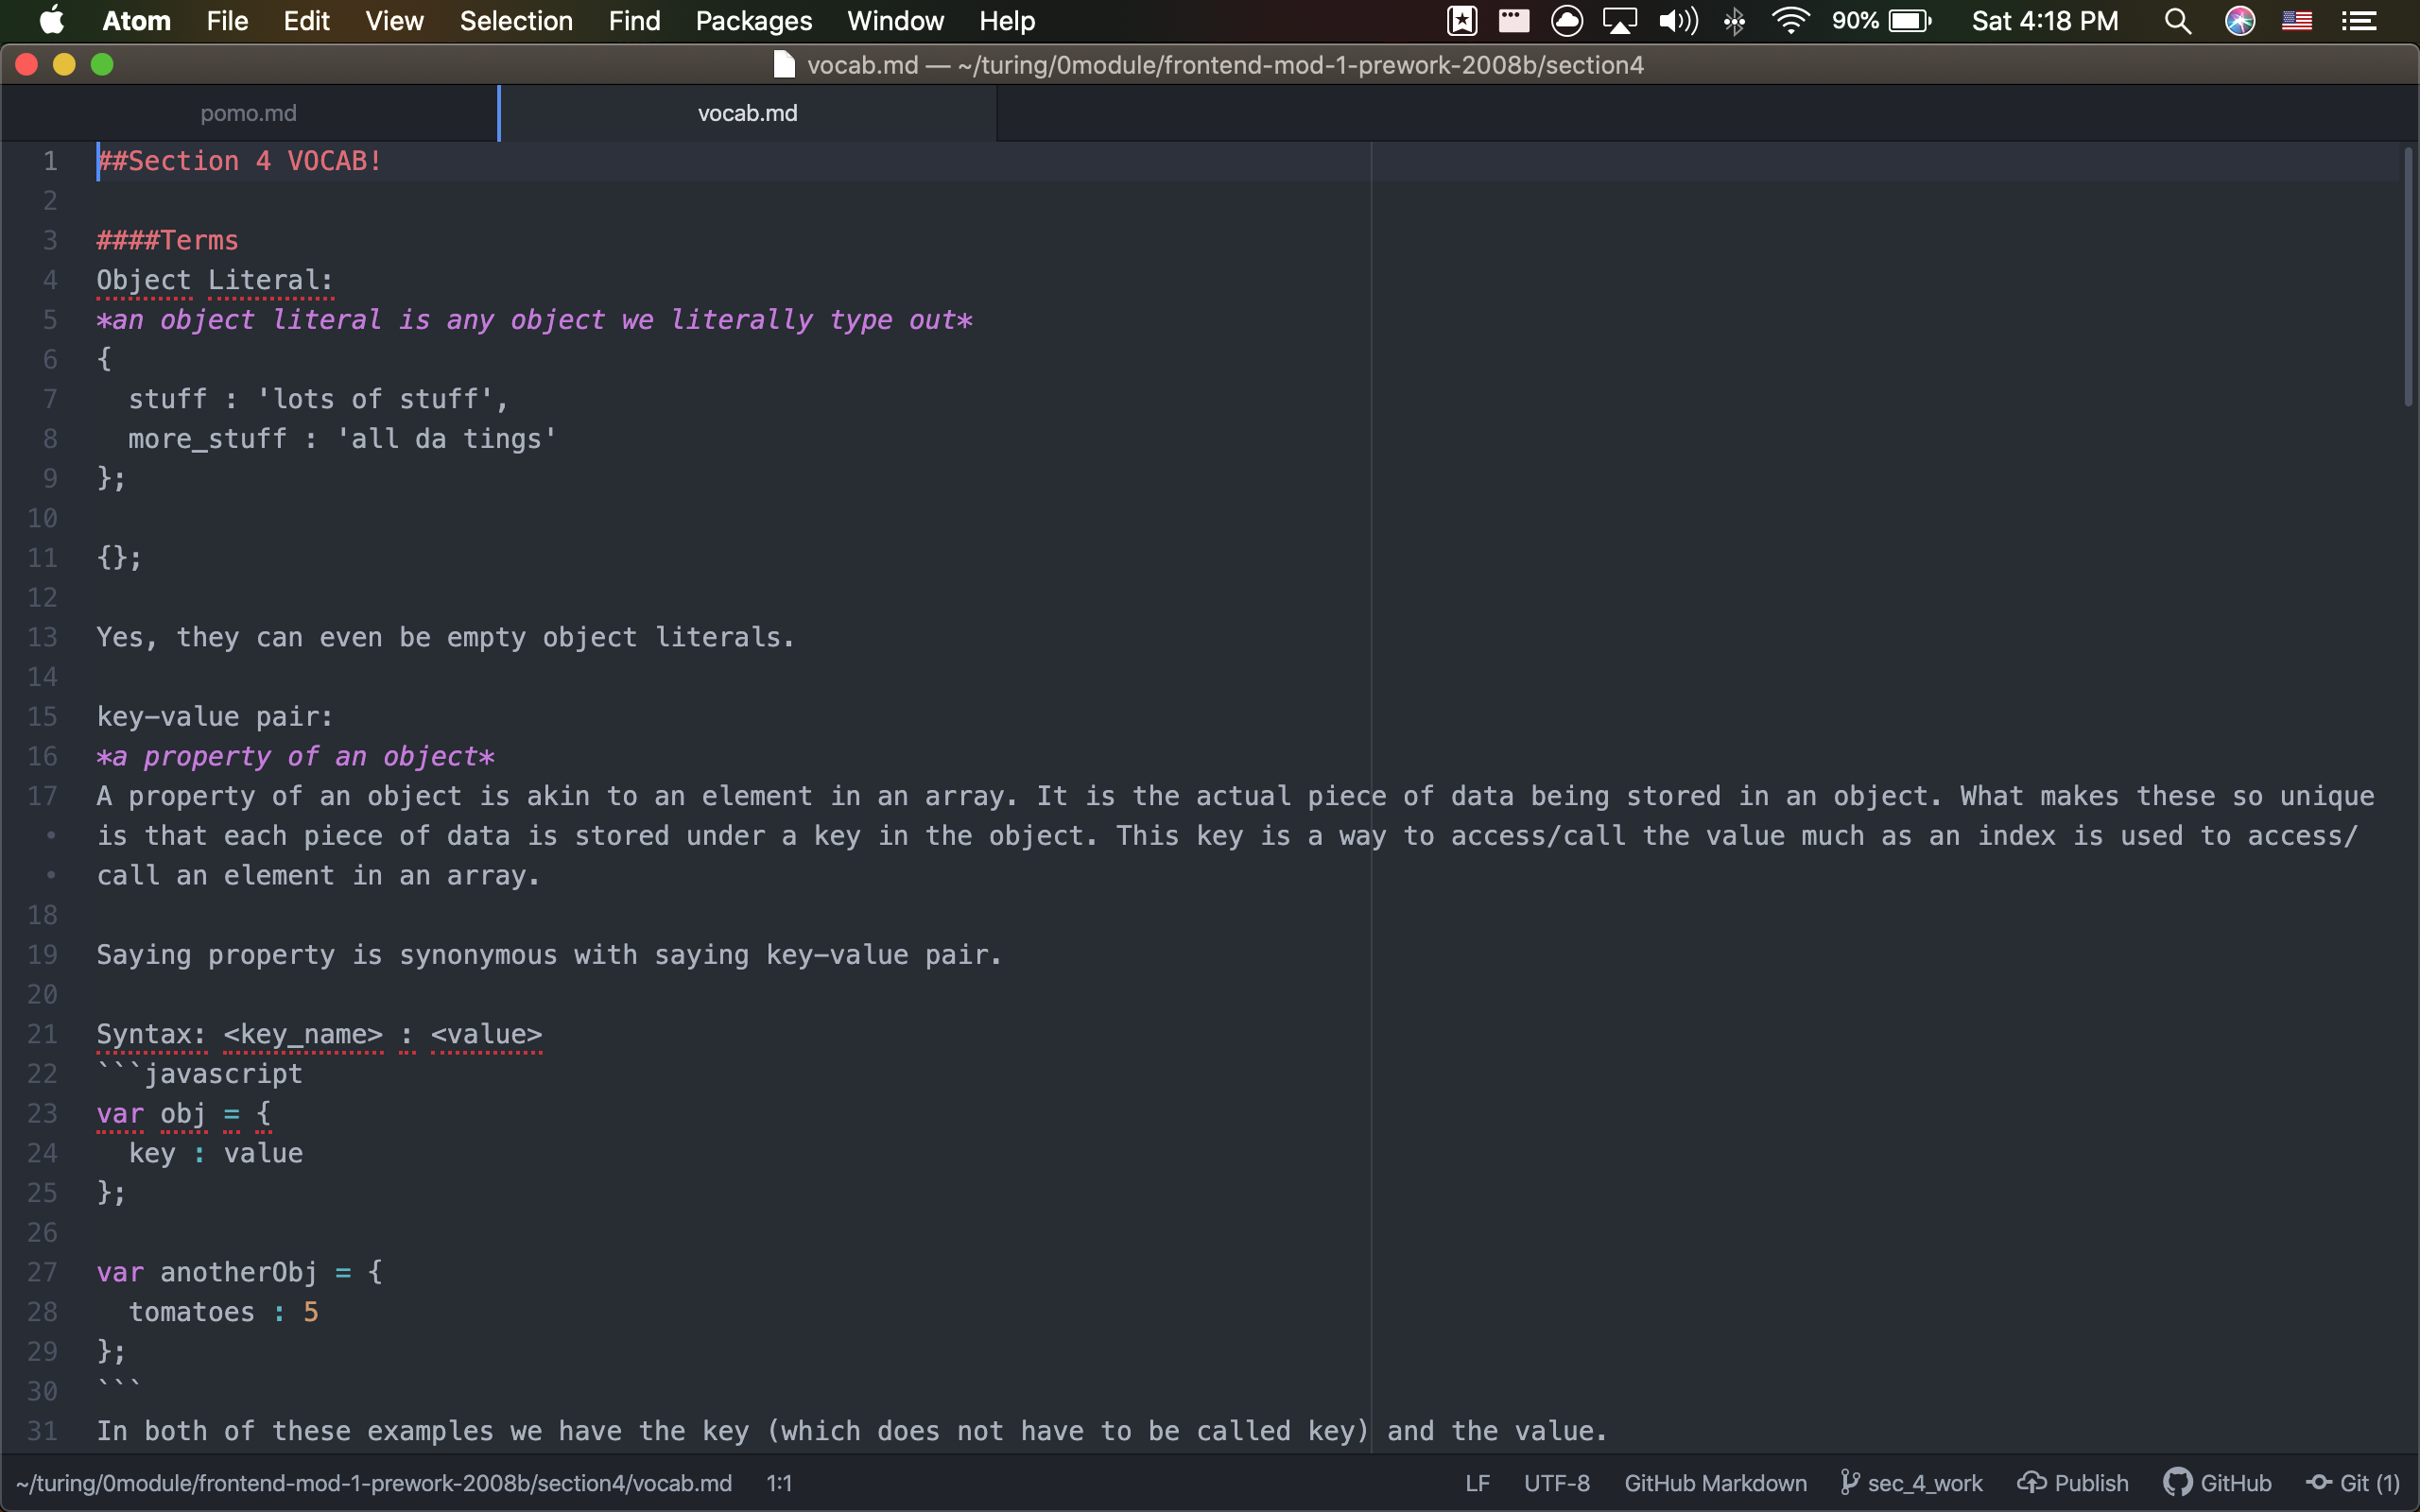 Atom File Edit View Selection Find Packages Window Help 90% Sat 4:18 PM
vocab.md — ~/turing/0module/frontend-mod-1-prework-2008b/section4
pomo.md vocab.md
1 ##Section 4 VOCAB!
2
3 ####Terms
4 Object Literal:
5 *an object literal is any object we literally type out*
6 {
7 stuff : 'lots of stuff',
8 more_stuff : 'all da tings'
9 };
10
11 {};
12
13 Yes, they can even be empty object literals.
14
15 key-value pair:
16 *a property of an object*
17 A property of an object is akin to an element in an array. It is the actual piece of data being stored in an object. What makes these so unique
• is that each piece of data is stored under a key in the object. This key is a way to access/call the value much as an index is used to access/
• call an element in an array.
18
19 Saying property is synonymous with saying key-value pair.
20
21 Syntax: <key_name> : <value>
22 ```javascript
23 var obj = {
24 key : value
25 };
26
27 var anotherObj = {
28 tomatoes : 5
29 };
30 ```
31 In both of these examples we have the key (which does not have to be called key) and the value.
~/turing/0module/frontend-mod-1-prework-2008b/section4/vocab.md 1:1 LF UTF-8 GitHub Markdown sec_4_work Publish GitHub Git (1)